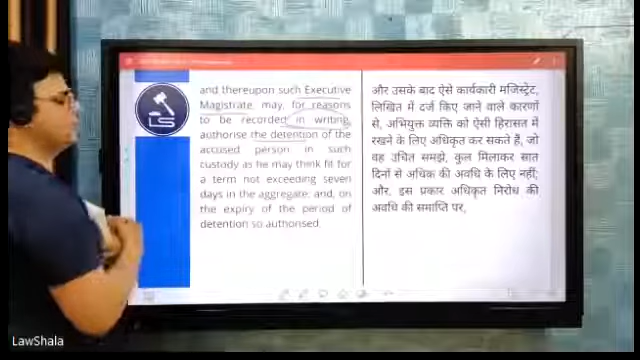 and thereupon such Executive
Magistrate, may, for reasons
to be recorded in writing,
authorise the detention of the
accused person in such
custody as he may think fit for
a term not exceeding seven
days in the aggregate; and, on
the expiry of the period of
detention so authorised,
LS
और उसके बाद ऐसे कार्यकारी मजिस्ट्रेट,
लिखित में दर्ज किए जाने वाले कारणों
से, अभियुक्त व्यक्ति को ऐसी हिरासत में
रखने के लिए अधिकृत कर सकते हैं, जो
वह उचित समझे, कुल मिलाकर सात
दिनों से अधिक की अवधि के लिए नहीं;
और, इस प्रकार अधिकृत निरोध की
अवधि की समाप्ति पर,
LawShala